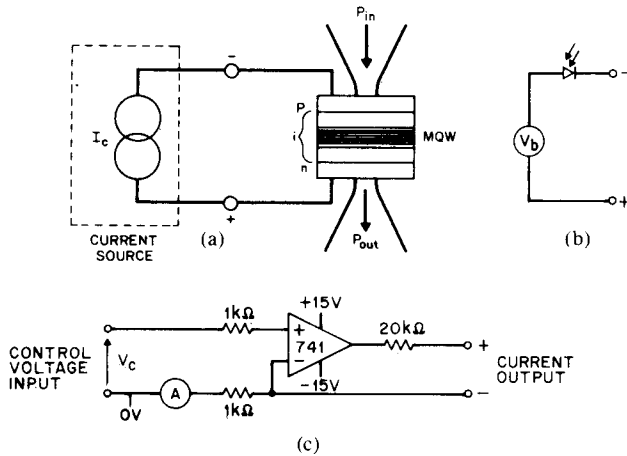 P_in
−
−
P
I_c
i
MQW
V_b
n
+
+
CURRENT
SOURCE
(a)
P_out
(b)
1kΩ
+15V
20kΩ
+
+
741
CONTROL
VOLTAGE
INPUT
V_c
−
CURRENT
OUTPUT
−15V
A
−
0V
1kΩ
(c)